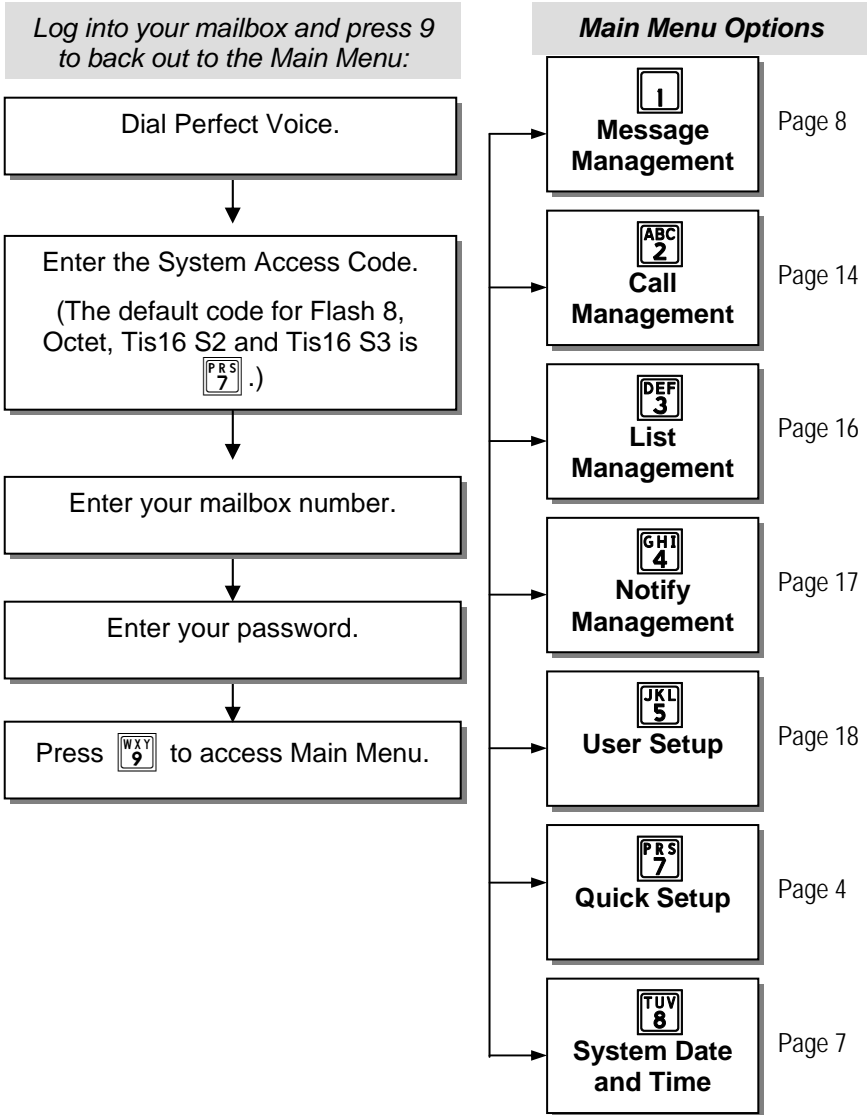 Log into your mailbox and press 9
to back out to the Main Menu:
Dial Perfect Voice.
Enter the System Access Code.
(The default code for Flash 8,
Octet, Tis16 S2 and Tis16 S3 is
PRS
7 .)
Enter your mailbox number.
Enter your password.
Press WXY 9 to access Main Menu.
Main Menu Options
1
Message
Management
Page 8
ABC
2
Call
Management
Page 14
DEF
3
List
Management
Page 16
GHI
4
Notify
Management
Page 17
JKL
5
User Setup
Page 18
PRS
7
Quick Setup
Page 4
TUV
8
System Date
and Time
Page 7